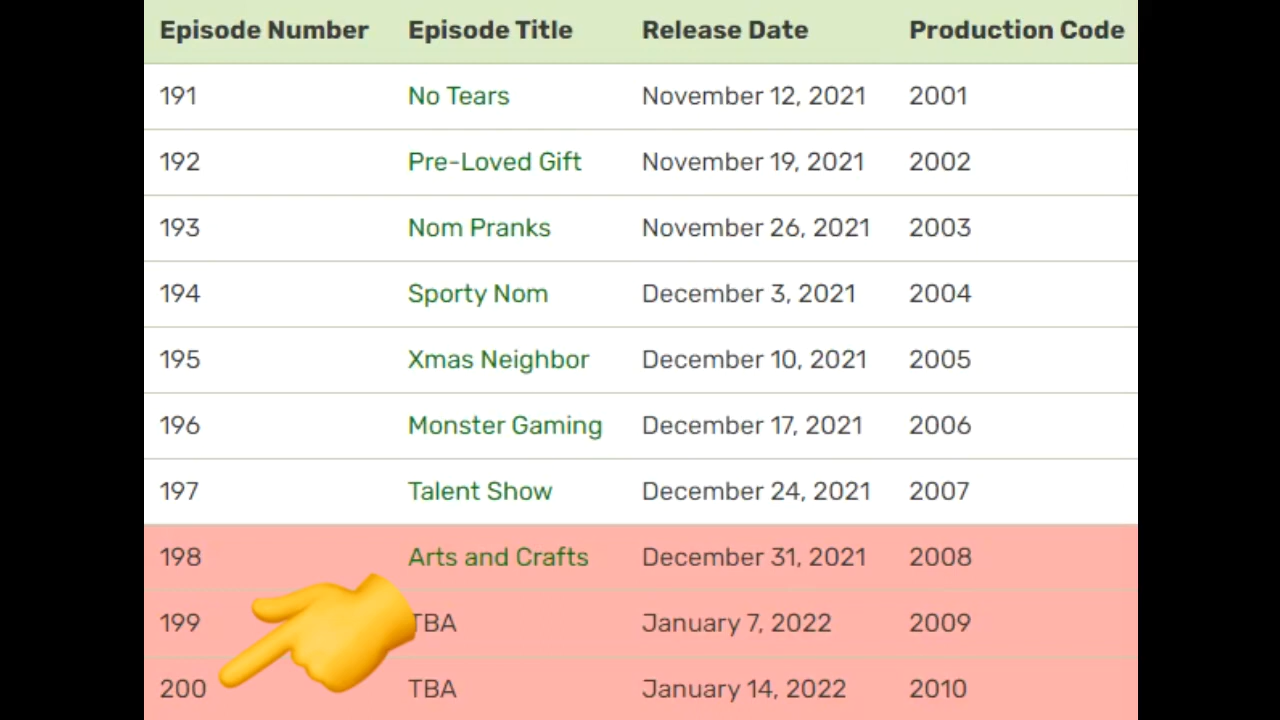 Episode Number Episode Title Release Date Production Code
191 No Tears November 12, 2021 2001
192 Pre-Loved Gift November 19, 2021 2002
193 Nom Pranks November 26, 2021 2003
194 Sporty Nom December 3, 2021 2004
195 Xmas Neighbor December 10, 2021 2005
196 Monster Gaming December 17, 2021 2006
197 Talent Show December 24, 2021 2007
198 Arts and Crafts December 31, 2021 2008
199 TBA January 7, 2022 2009
200 TBA January 14, 2022 2010